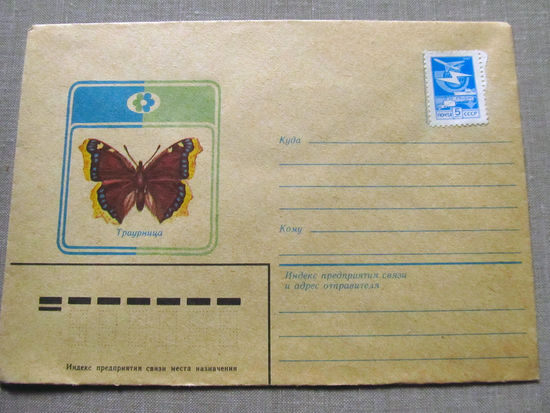 ПОЧТА 5 СССР
Куда
Траурница
Кому
Индекс предприятия связи
и адрес отправителя
Индекс предприятия связи места назначения